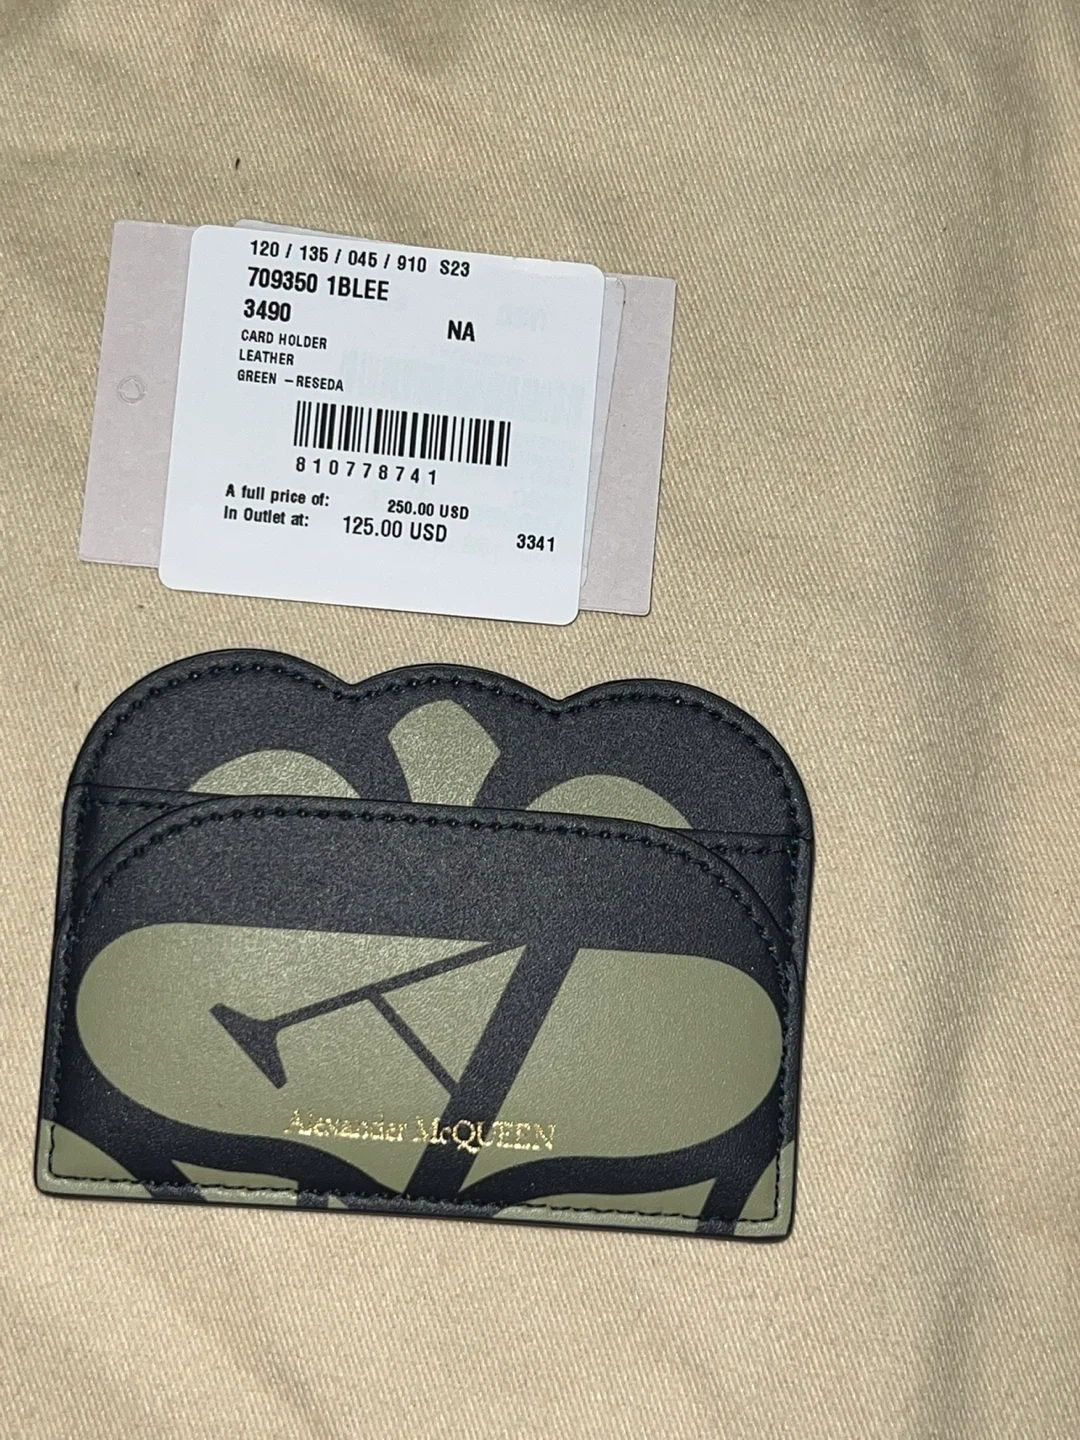 120 / 135 / 045 / 910 S23
709350 1BLEE
3490 NA
CARD HOLDER
LEATHER
GREEN -RESEDA
810778741
A full price of: 250.00 USD
In Outlet at: 125.00 USD
3341
Alexander McQUEEN